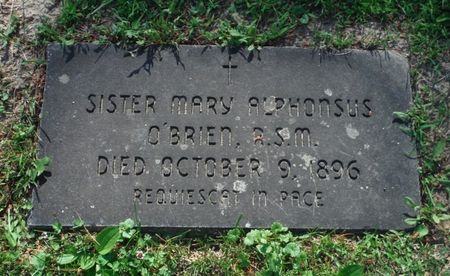 SISTER MARY ALPHONSUS
O'BRIEN, R.S.M.
DIED OCTOBER 9, 1896
REQUIESCAT IN PACE